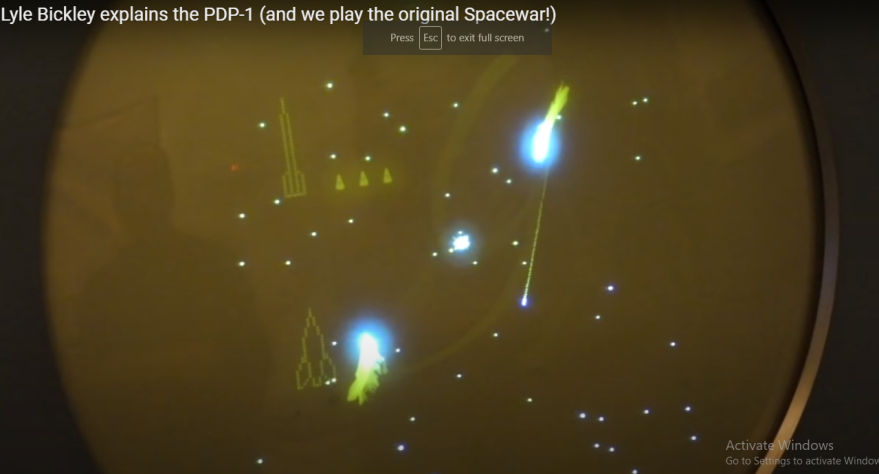 Lyle Bickley explains the PDP-1 (and we play the original Spacewar!)
Press Esc to exit full screen
Activate Windows
Go to Settings to activate Window